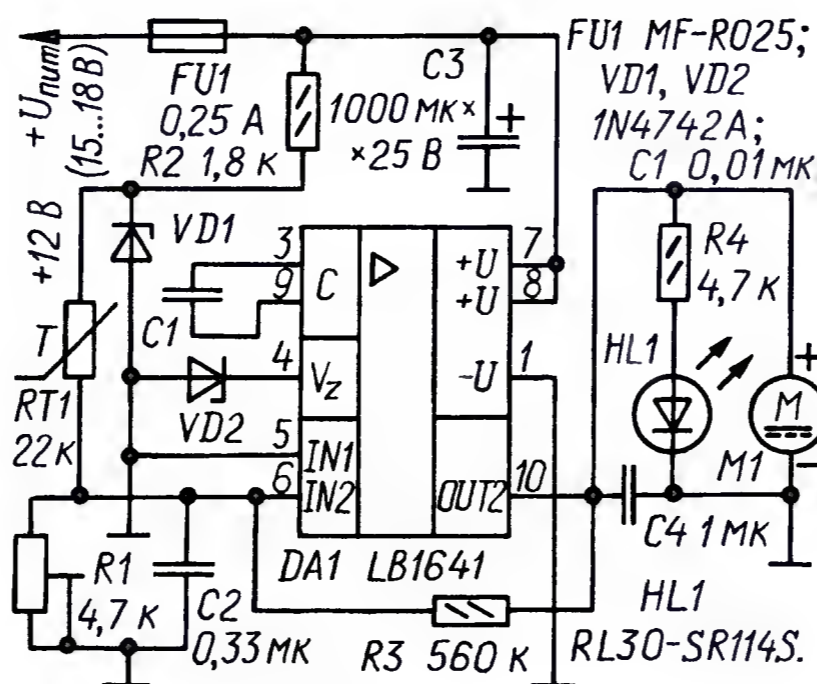 +Uпит
(15...18 В)
FU1
0,25 А
R2 1,8 к
С3
1000 мк×
×25 В
+
FU1 MF-R025;
VD1, VD2
1N4742A;
C1 0,01 мк
+12 В
VD1
3
9
C
C1
7
+U
+U
8
R4
4,7 к
T
RT1
22 к
4
Vz
VD2
1
-U
HL1
M
+
-
M1
5
IN1
6
IN2
10
OUT2
C4 1 мк
DA1 LB1641
R1
4,7 к
C2
0,33 мк
R3 560 к
HL1
RL30-SR114S.